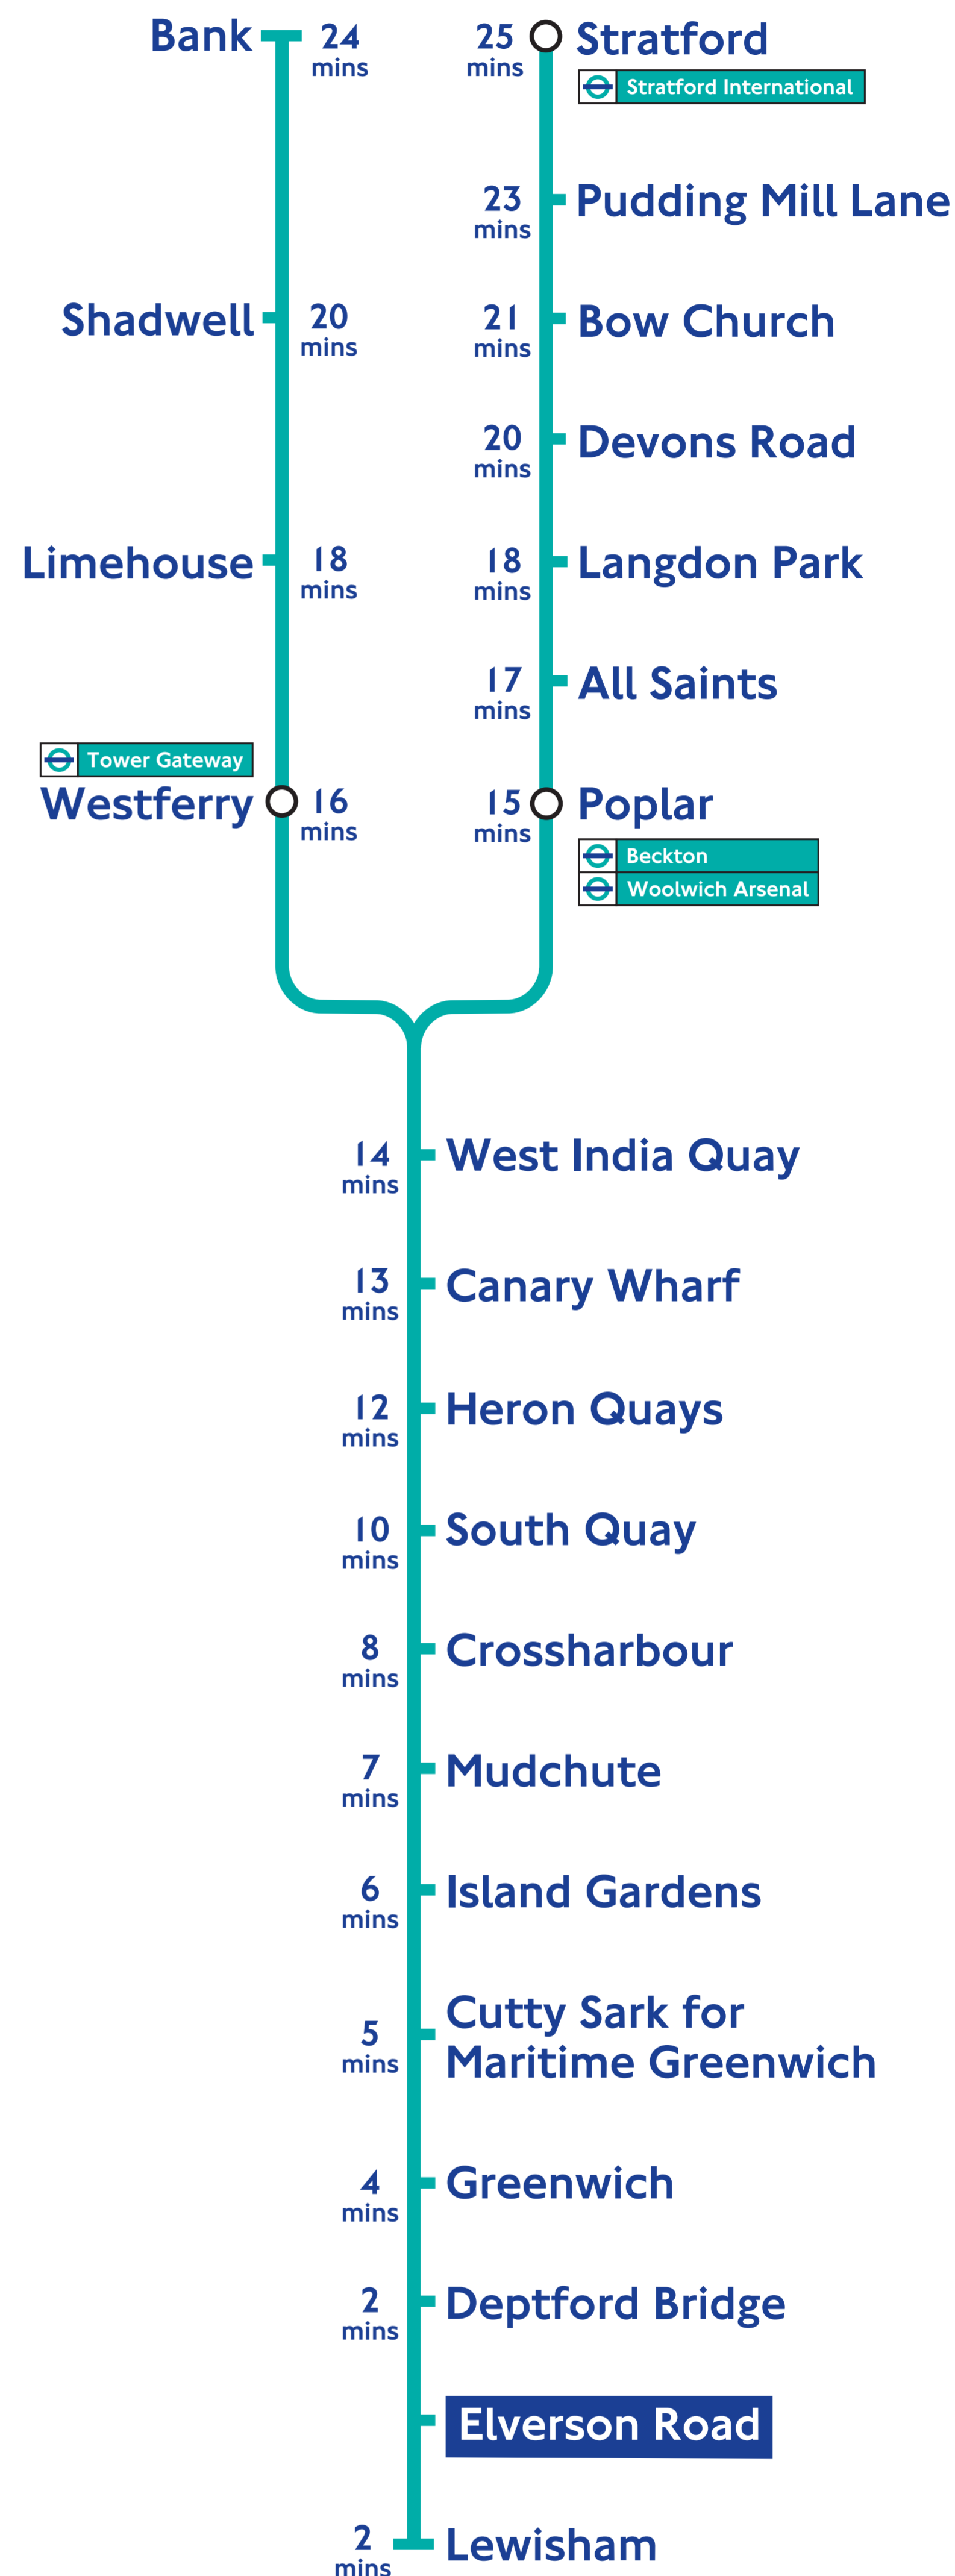 Bank
24
mins
25
mins
Stratford
Stratford International
23
mins
Pudding Mill Lane
Shadwell
20
mins
21
mins
Bow Church
20
mins
Devons Road
Limehouse
18
mins
18
mins
Langdon Park
17
mins
All Saints
Tower Gateway
Westferry
16
mins
15
mins
Poplar
Beckton
Woolwich Arsenal
14
mins
West India Quay
13
mins
Canary Wharf
12
mins
Heron Quays
10
mins
South Quay
8
mins
Crossharbour
7
mins
Mudchute
6
mins
Island Gardens
5
mins
Cutty Sark for
Maritime Greenwich
4
mins
Greenwich
2
mins
Deptford Bridge
Elverson Road
2
mins
Lewisham